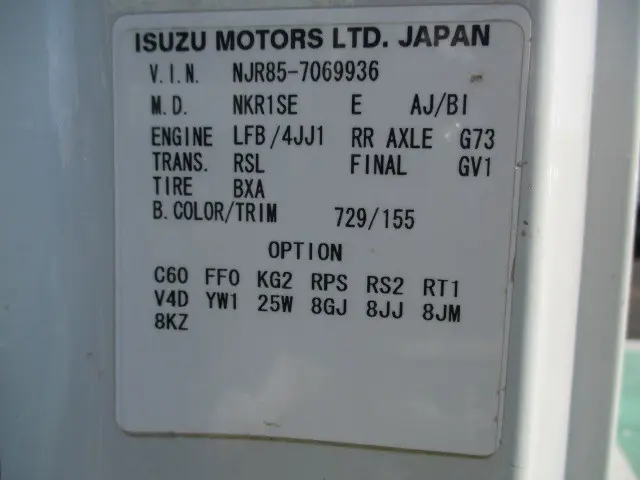 ISUZU MOTORS LTD. JAPAN
V.I.N. NJR85-7069936
M.D. NKR1SE E AJ/BI
ENGINE LFB/4JJ1 RR AXLE G73
TRANS. RSL FINAL GV1
TIRE BXA
B.COLOR/TRIM 729/155
OPTION
C60 FF0 KG2 RPS RS2 RT1
V4D YW1 25W 8GJ 8JJ 8JM
8KZ